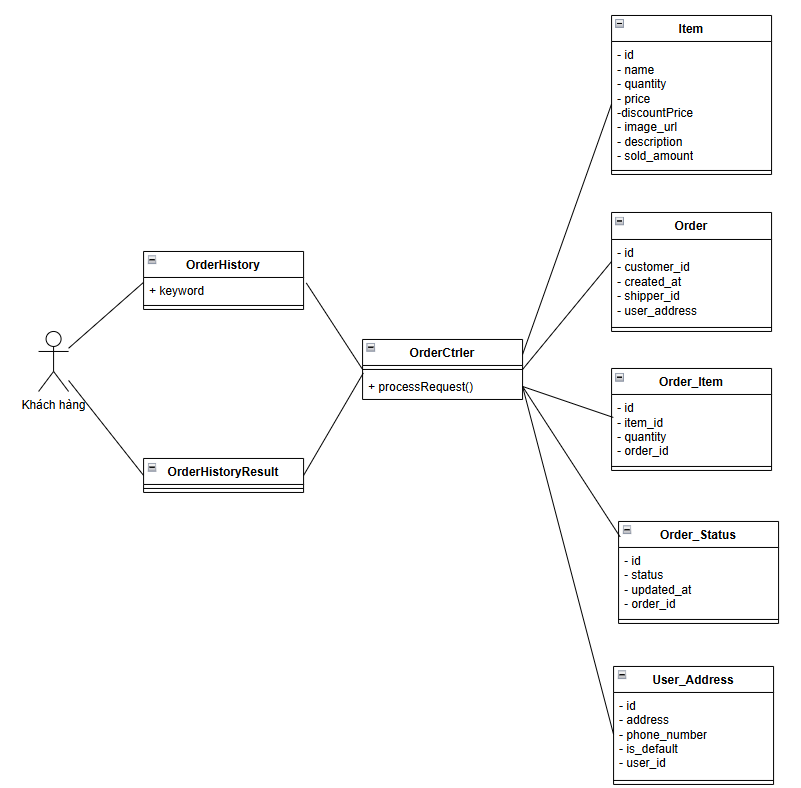 Khách hàng
OrderHistory
+ keyword
OrderHistoryResult
OrderCtrler
+ processRequest()
Item
- id
- name
- quantity
- price
-discountPrice
- image_url
- description
- sold_amount
Order
- id
- customer_id
- created_at
- shipper_id
- user_address
Order_Item
- id
- item_id
- quantity
- order_id
Order_Status
- id
- status
- updated_at
- order_id
User_Address
- id
- address
- phone_number
- is_default
- user_id